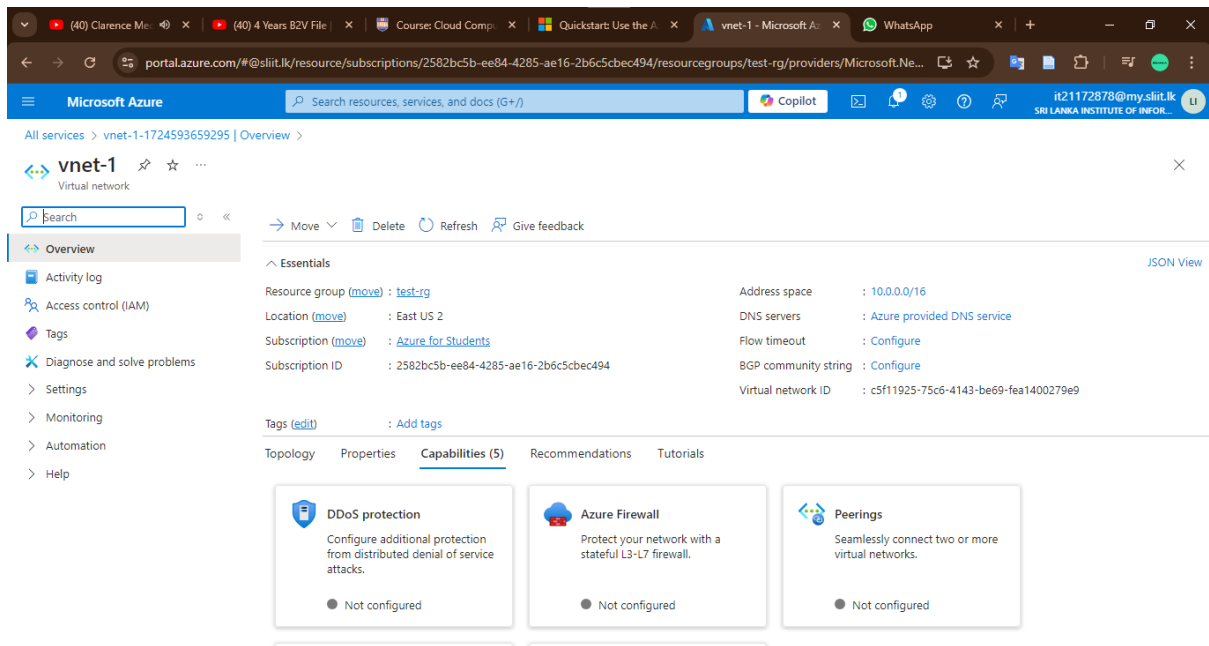 (40) Clarence Mec
(40) 4 Years B2V File |
Course: Cloud Compu
Quickstart: Use the A
vnet-1 - Microsoft Az
WhatsApp
portal.azure.com/#@sliit.lk/resource/subscriptions/2582bc5b-ee84-4285-ae16-2b6c5cbec494/resourcegroups/test-rg/providers/Microsoft.Ne...
Microsoft Azure
Search resources, services, and docs (G+/)
Copilot
1
it21172878@my.sliit.lk
SRI LANKA INSTITUTE OF INFOR...
LI
All services > vnet-1-1724593659295 | Overview >
vnet-1
Virtual network
Search
Move
Delete
Refresh
Give feedback
Overview
Activity log
Access control (IAM)
Tags
Diagnose and solve problems
Settings
Monitoring
Automation
Help
Essentials
JSON View
Resource group (move) : test-rg
Location (move) : East US 2
Subscription (move) : Azure for Students
Subscription ID : 2582bc5b-ee84-4285-ae16-2b6c5cbec494
Address space : 10.0.0.0/16
DNS servers : Azure provided DNS service
Flow timeout : Configure
BGP community string : Configure
Virtual network ID : c5f11925-75c6-4143-be69-fea1400279e9
Tags (edit) : Add tags
Topology
Properties
Capabilities (5)
Recommendations
Tutorials
DDoS protection
Configure additional protection
from distributed denial of service
attacks.
Not configured
Azure Firewall
Protect your network with a
stateful L3-L7 firewall.
Not configured
Peerings
Seamlessly connect two or more
virtual networks.
Not configured